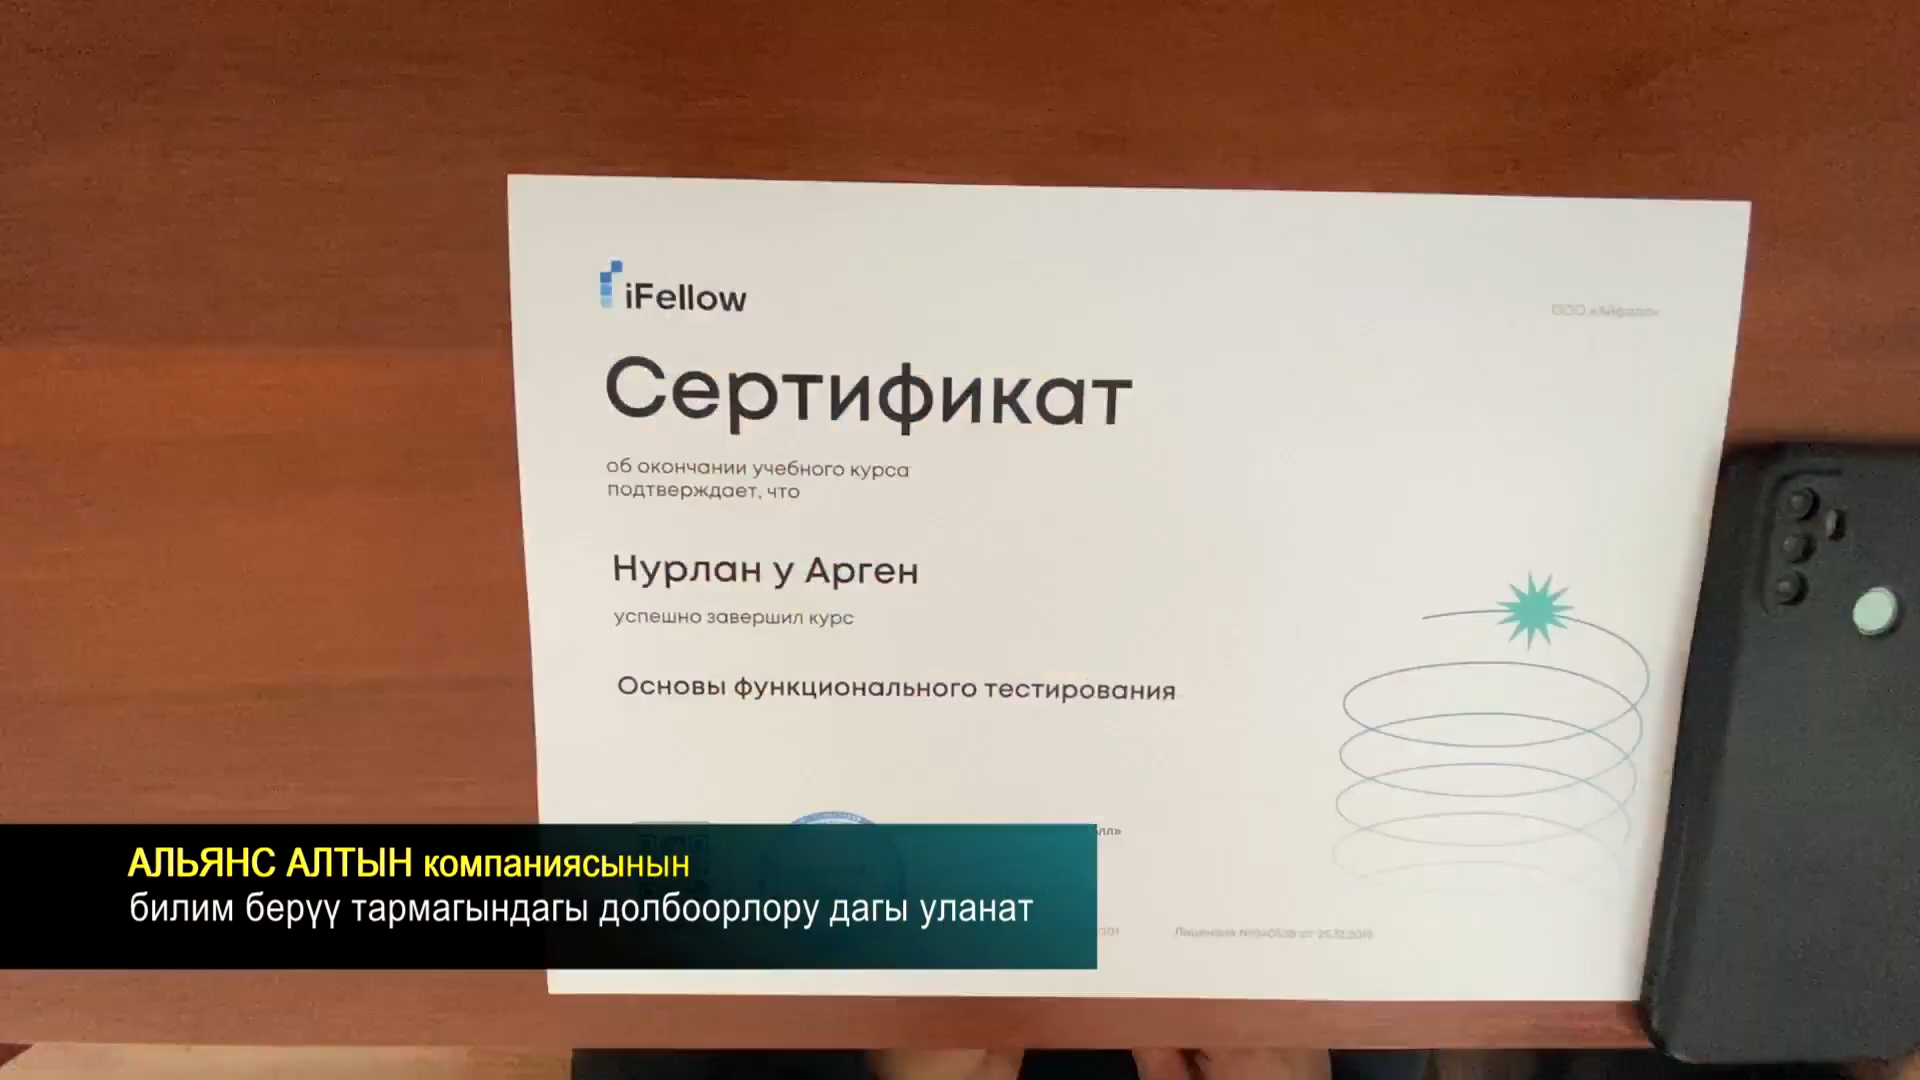 iFellow
Сертификат
об окончании учебного курса
подтверждает, что
Нурлан у Арген
успешно завершил курс
Основы функционального тестирования
АЛЬЯНС АЛТЫН компаниясынын
билим берүү тармагындагы долбоорлору дагы уланат